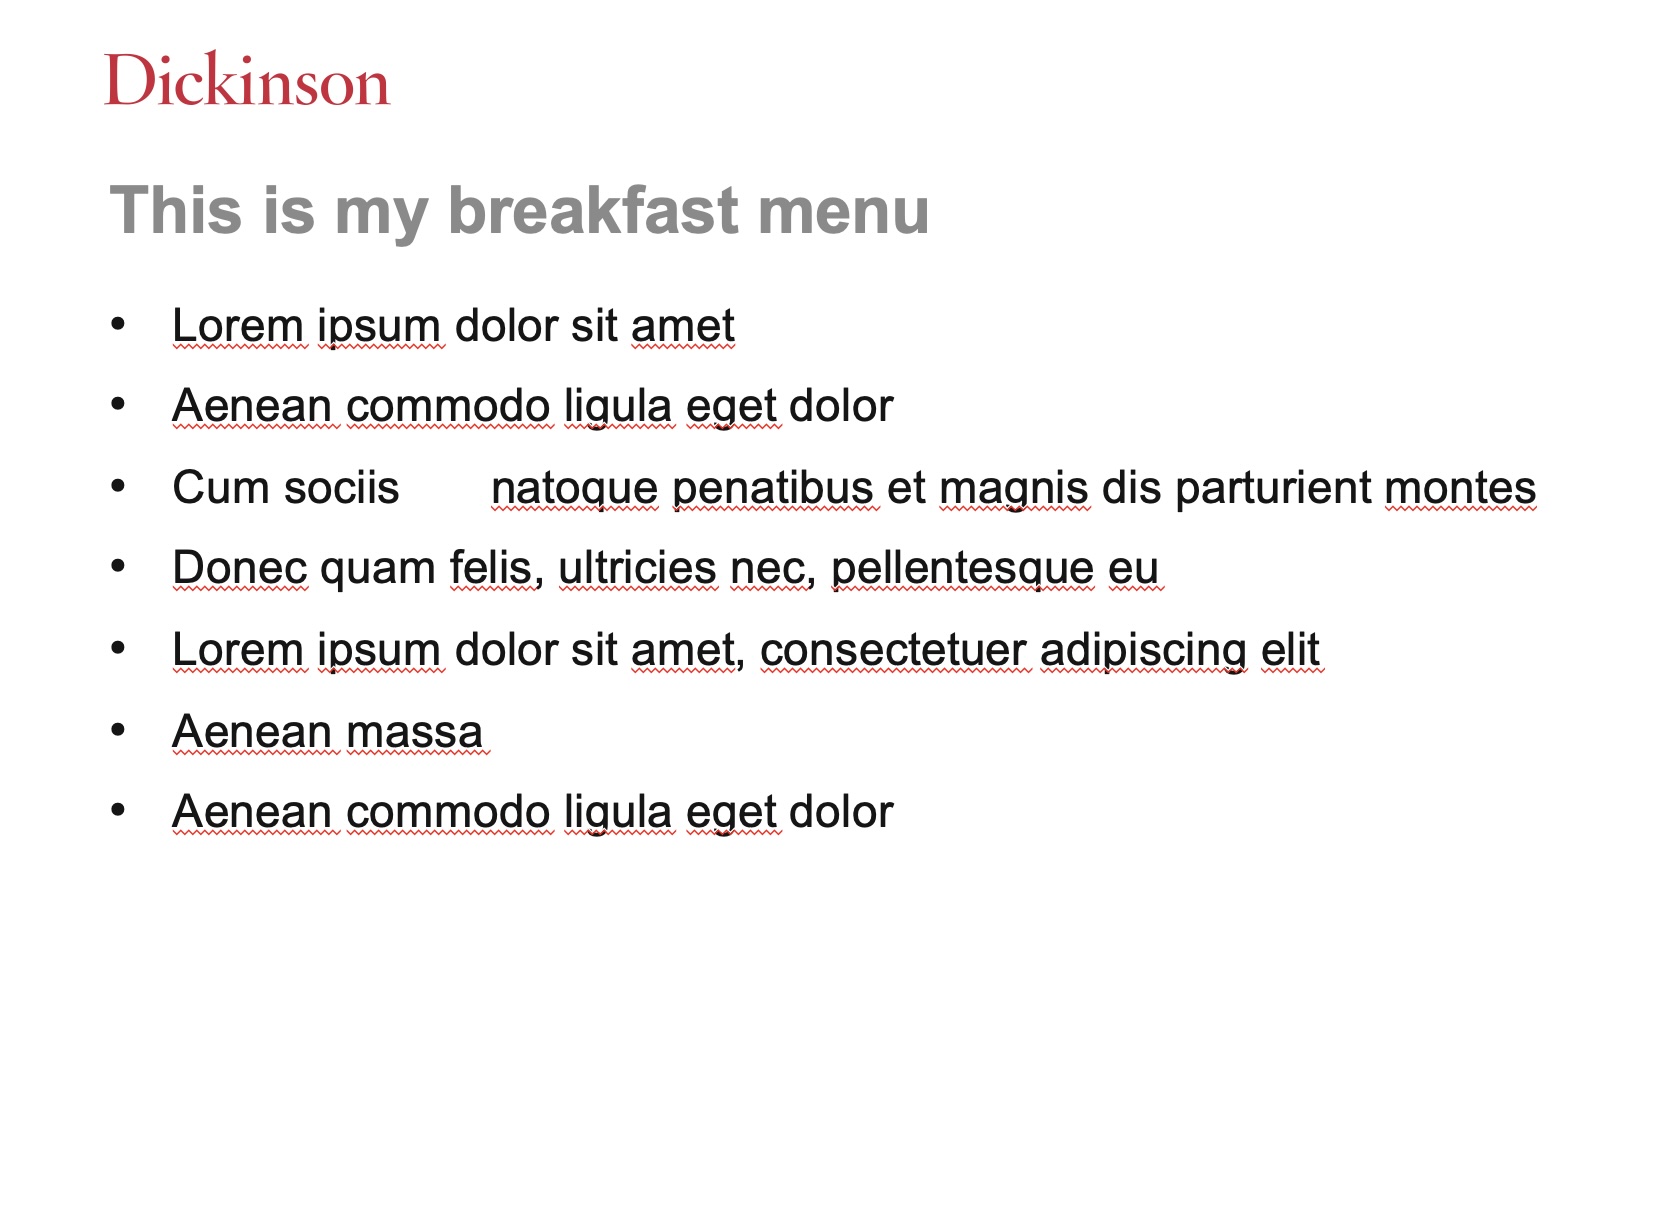 Dickinson
This is my breakfast menu
• Lorem ipsum dolor sit amet
• Aenean commodo ligula eget dolor
• Cum sociis natoque penatibus et magnis dis parturient montes
• Donec quam felis, ultricies nec, pellentesque eu
• Lorem ipsum dolor sit amet, consectetuer adipiscing elit
• Aenean massa
• Aenean commodo ligula eget dolor